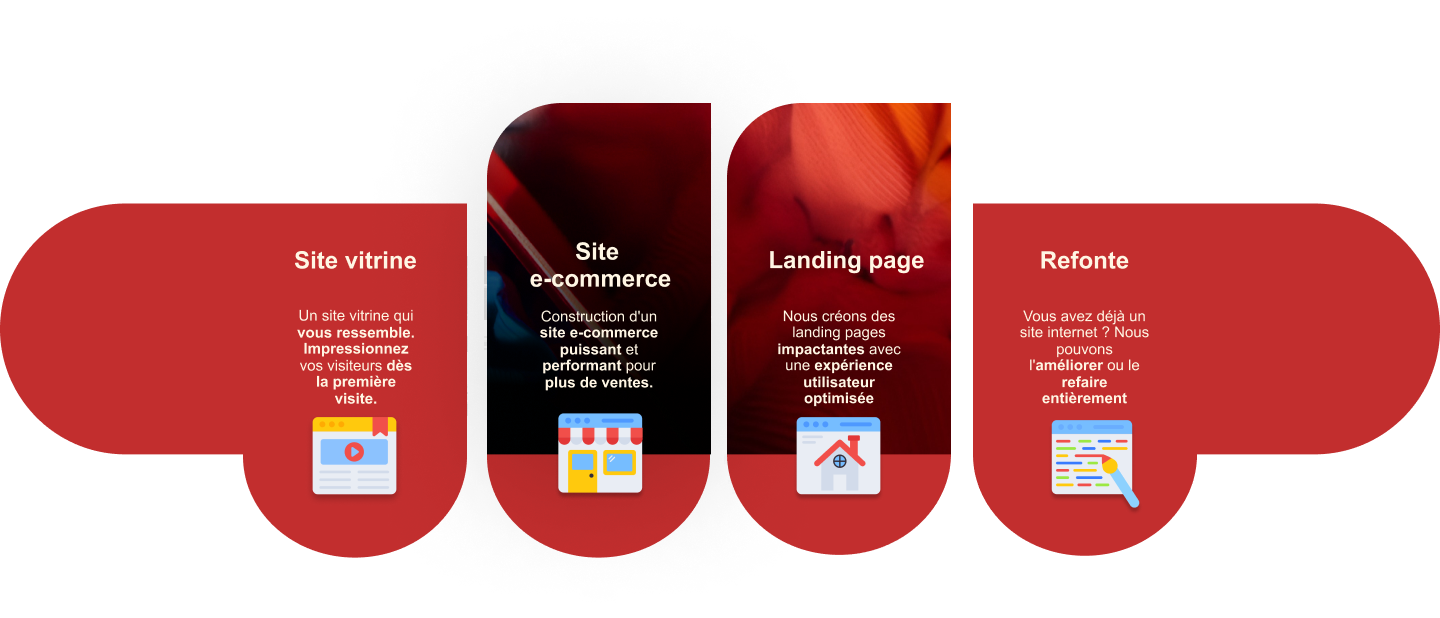 Site vitrine
Un site vitrine qui
vous ressemble.
Impressionnez
vos visiteurs dès
la première
visite.
Site
e-commerce
Construction d'un
site e-commerce
puissant et
performant pour
plus de ventes.
Landing page
Nous créons des
landing pages
impactantes avec
une expérience
utilisateur
optimisée
Refonte
Vous avez déjà un
site internet ? Nous
pouvons
l'améliorer ou le
refaire
entièrement